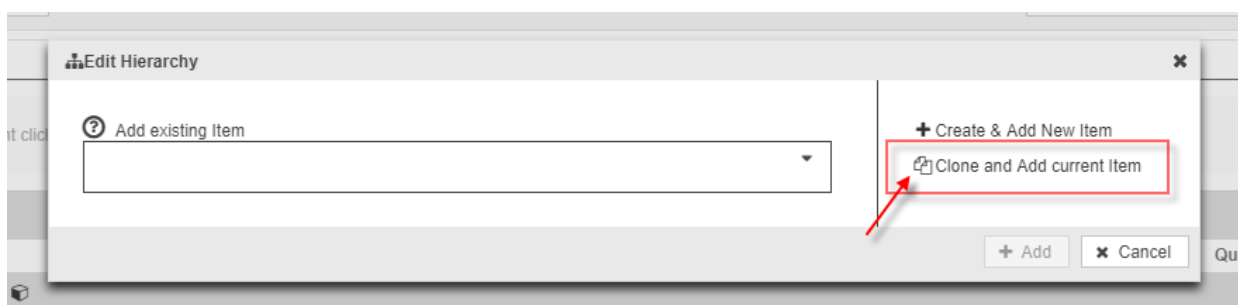 Edit Hierarchy
Add existing Item
+ Create & Add New Item
Clone and Add current Item
+ Add
Cancel